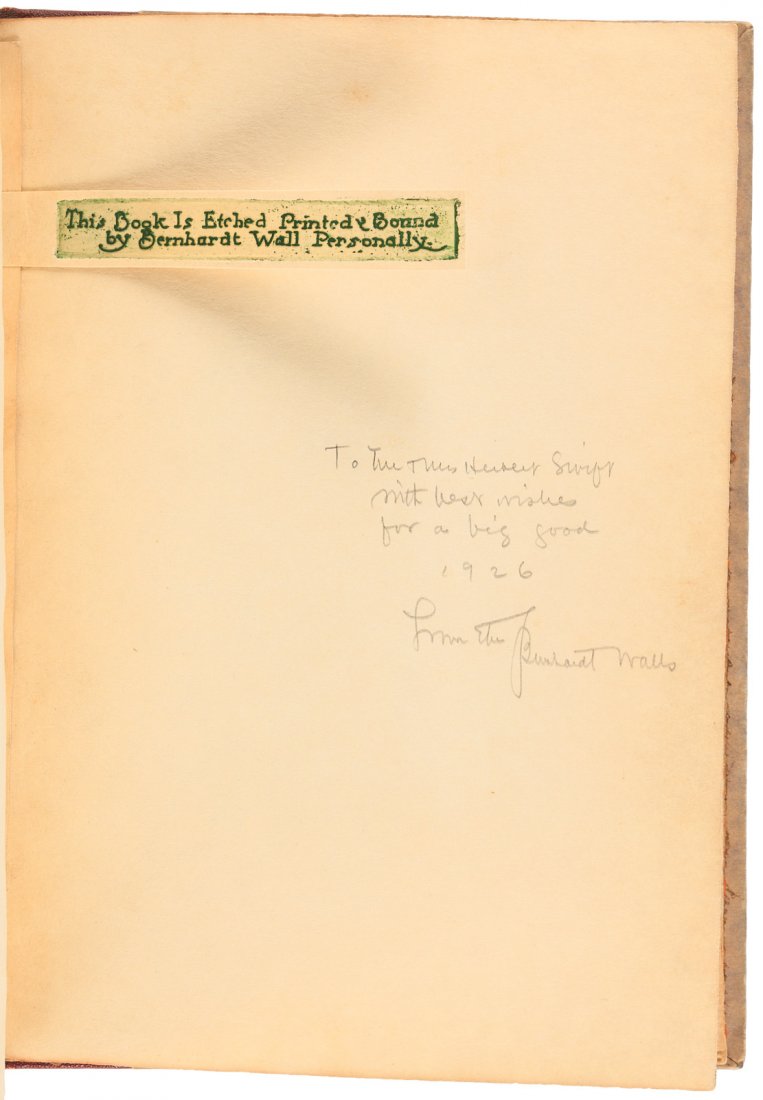 This Book Is Etched Printed & Bound
by Bernhardt Wall Personally.
To Mr & Mrs Herbert Swift
with best wishes
for a big good
1926
from the
Bernhardt Walls